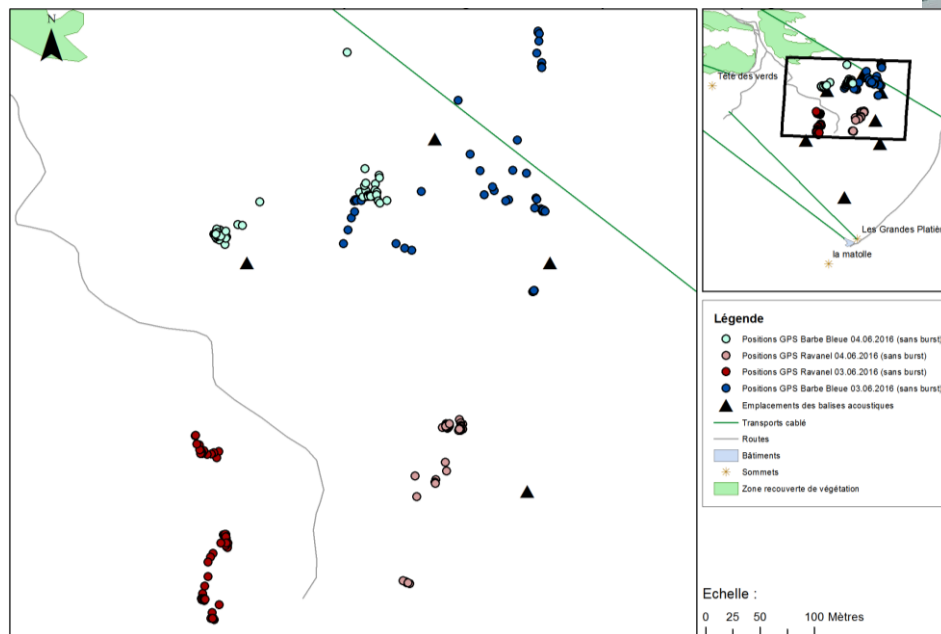 N
Tête des verds
Les Grandes Platiér
la matolle
Légende
Positions GPS Barbe Bleue 04.06.2016 (sans burst)
Positions GPS Ravanel 04.06.2016 (sans burst)
Positions GPS Ravanel 03.06.2016 (sans burst)
Positions GPS Barbe Bleue 03.06.2016 (sans burst)
Emplacements des balises acoustiques
Transports cablé
Routes
Bâtiments
Sommets
Zone recouverte de végétation
Echelle :
0 25 50 100 Mètres